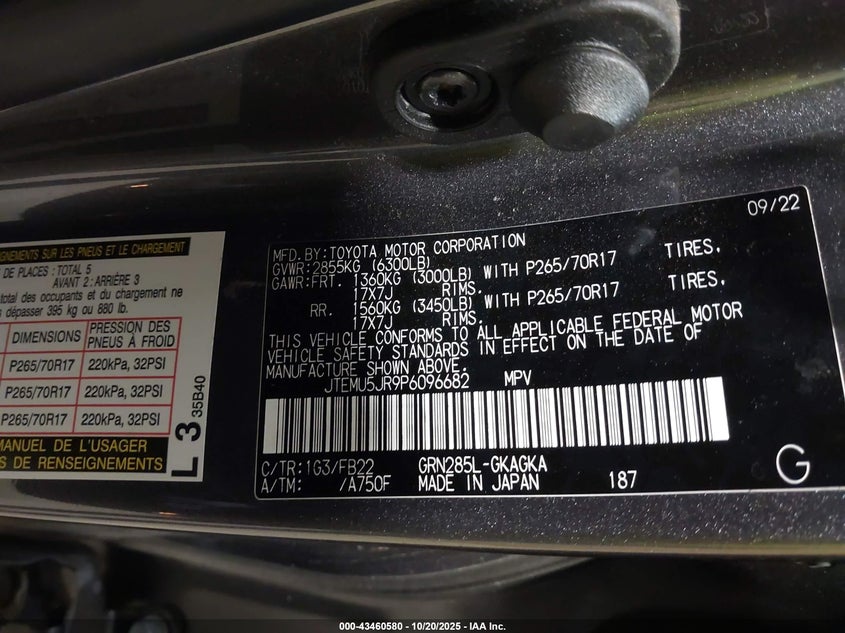 SEIGNEMENTS SUR LES PNEUS ET LE CHARGEMENT
DE PLACES : TOTAL 5
AVANT 2 : ARRIÈRE 3
total des occupants et du chargement ne
dépasser 395 kg ou 880 lb.
DIMENSIONS PRESSION DES PNEUS À FROID
P265/70R17 220kPa, 32PSI
P265/70R17 220kPa, 32PSI
P265/70R17 220kPa, 32PSI
MANUEL DE L'USAGER
DE RENSEIGNEMENTS
L 3 35B40
09/22
MFD.BY:TOYOTA MOTOR CORPORATION
GVWR:2855KG (6300LB)
GAWR:FRT. 1360KG (3000LB) WITH P265/70R17 TIRES,
17X7J RIMS.
RR. 1560KG (3450LB) WITH P265/70R17 TIRES,
17X7J RIMS.
THIS VEHICLE CONFORMS TO ALL APPLICABLE FEDERAL MOTOR
VEHICLE SAFETY STANDARDS IN EFFECT ON THE DATE OF
MANUFACTURE SHOWN ABOVE.
JTEMU5JR9P6096682 MPV
C/TR:1G3/FB22 GRN285L-GKAGKA
A/TM: /A750F MADE IN JAPAN 187
G
000-43460580 - 10/20/2025 - IAA Inc.